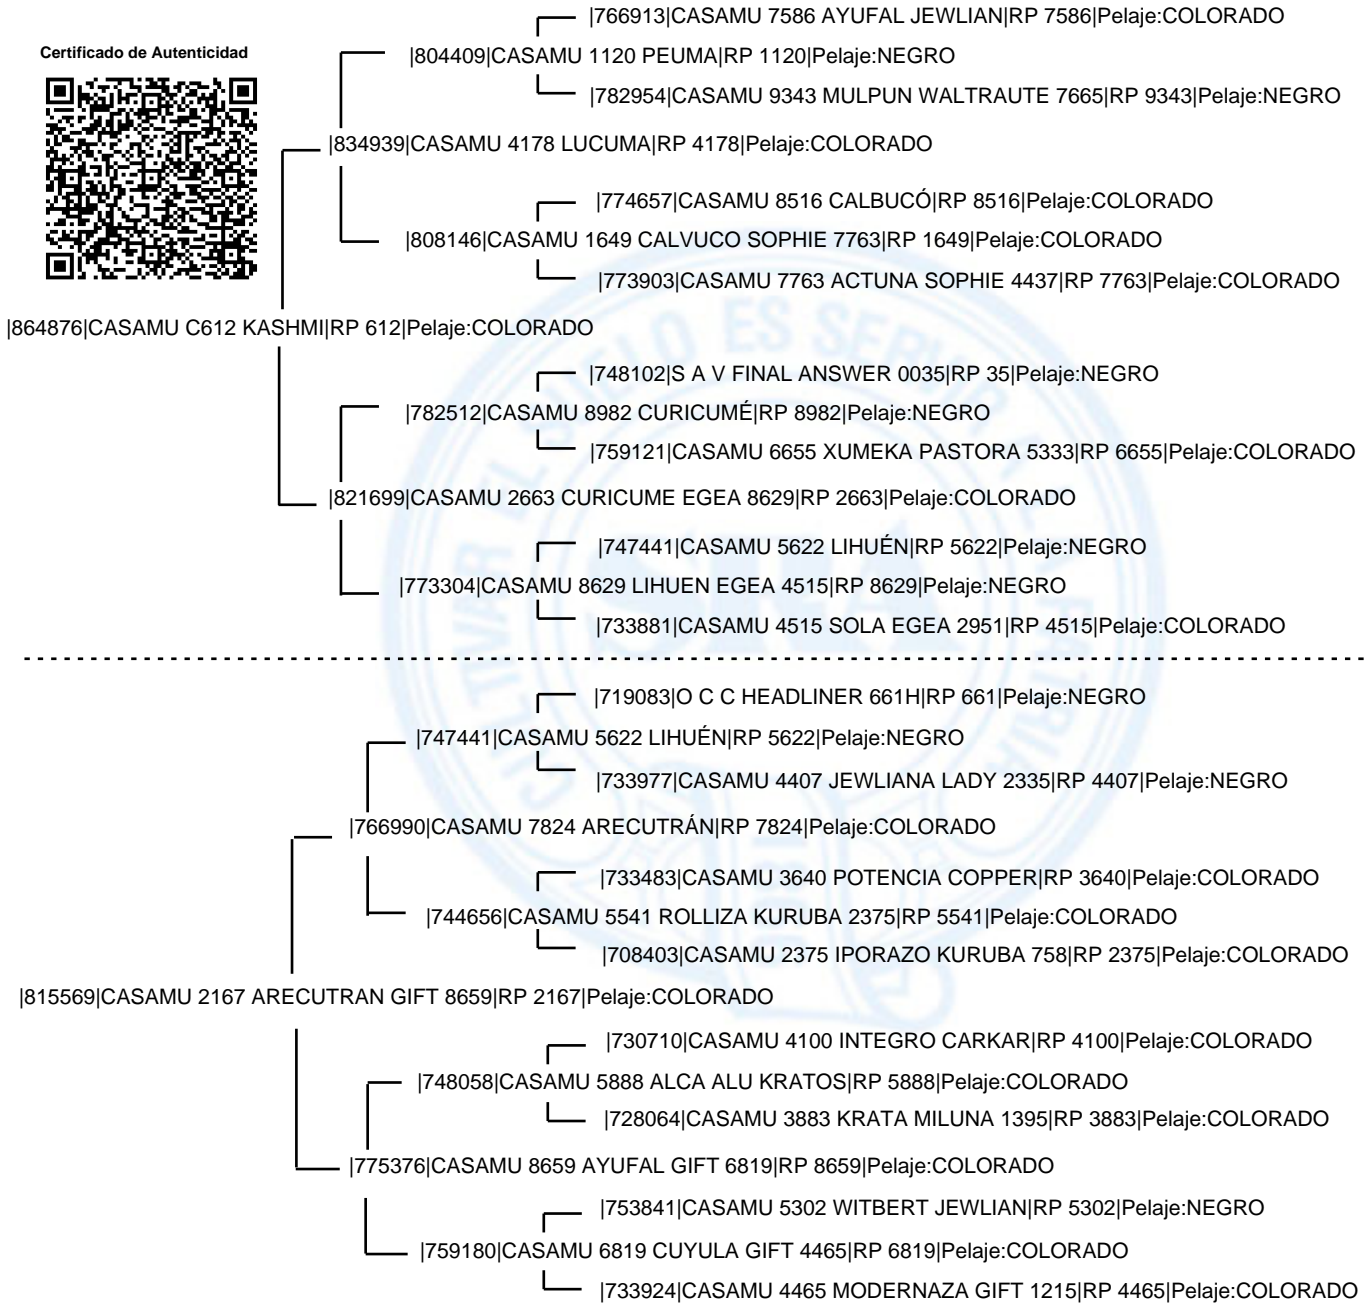 |766913|CASAMU 7586 AYUFAL JEWLIAN|RP 7586|Pelaje:COLORADO
Certificado de Autenticidad
|804409|CASAMU 1120 PEUMA|RP 1120|Pelaje:NEGRO
|782954|CASAMU 9343 MULPUN WALTRAUTE 7665|RP 9343|Pelaje:NEGRO
|834939|CASAMU 4178 LUCUMA|RP 4178|Pelaje:COLORADO
|774657|CASAMU 8516 CALBUCÓ|RP 8516|Pelaje:COLORADO
|808146|CASAMU 1649 CALVUCO SOPHIE 7763|RP 1649|Pelaje:COLORADO
|773903|CASAMU 7763 ACTUNA SOPHIE 4437|RP 7763|Pelaje:COLORADO
|864876|CASAMU C612 KASHMI|RP 612|Pelaje:COLORADO
|748102|S A V FINAL ANSWER 0035|RP 35|Pelaje:NEGRO
|782512|CASAMU 8982 CURICUMÉ|RP 8982|Pelaje:NEGRO
|759121|CASAMU 6655 XUMEKA PASTORA 5333|RP 6655|Pelaje:COLORADO
|821699|CASAMU 2663 CURICUME EGEA 8629|RP 2663|Pelaje:COLORADO
|747441|CASAMU 5622 LIHUÉN|RP 5622|Pelaje:NEGRO
|773304|CASAMU 8629 LIHUEN EGEA 4515|RP 8629|Pelaje:NEGRO
|733881|CASAMU 4515 SOLA EGEA 2951|RP 4515|Pelaje:COLORADO
|719083|O C C HEADLINER 661H|RP 661|Pelaje:NEGRO
|747441|CASAMU 5622 LIHUÉN|RP 5622|Pelaje:NEGRO
|733977|CASAMU 4407 JEWLIANA LADY 2335|RP 4407|Pelaje:NEGRO
|766990|CASAMU 7824 ARECUTRÁN|RP 7824|Pelaje:COLORADO
|733483|CASAMU 3640 POTENCIA COPPER|RP 3640|Pelaje:COLORADO
|744656|CASAMU 5541 ROLLIZA KURUBA 2375|RP 5541|Pelaje:COLORADO
|708403|CASAMU 2375 IPORAZO KURUBA 758|RP 2375|Pelaje:COLORADO
|815569|CASAMU 2167 ARECUTRAN GIFT 8659|RP 2167|Pelaje:COLORADO
|730710|CASAMU 4100 INTEGRO CARKAR|RP 4100|Pelaje:COLORADO
|748058|CASAMU 5888 ALCA ALU KRATOS|RP 5888|Pelaje:COLORADO
|728064|CASAMU 3883 KRATA MILUNA 1395|RP 3883|Pelaje:COLORADO
|775376|CASAMU 8659 AYUFAL GIFT 6819|RP 8659|Pelaje:COLORADO
|753841|CASAMU 5302 WITBERT JEWLIAN|RP 5302|Pelaje:NEGRO
|759180|CASAMU 6819 CUYULA GIFT 4465|RP 6819|Pelaje:COLORADO
|733924|CASAMU 4465 MODERNAZA GIFT 1215|RP 4465|Pelaje:COLORADO
CULTIVAR EL SUELO ES SERVIR A LA PATRIA
SRA
1866